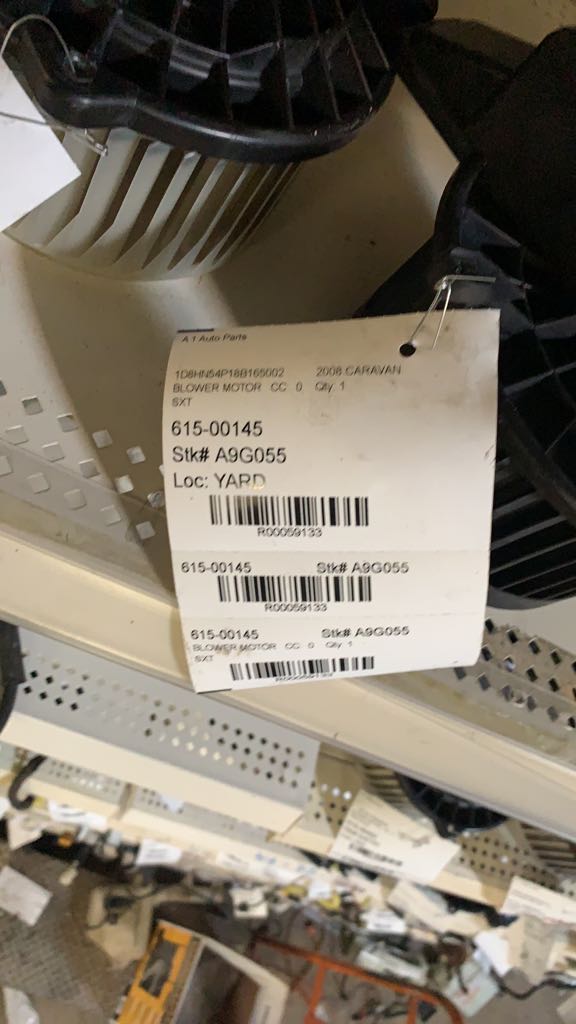 A 1 Auto Parts
1D8HN54P18B165002 2008 CARAVAN
BLOWER MOTOR CC 0 Qty 1
SXT
615-00145
Stk# A9G055
Loc: YARD
R00059133
615-00145 Stk# A9G055
R00059133
615-00145 Stk# A9G055
BLOWER MOTOR CC 0 Qty 1
SXT
R00059133